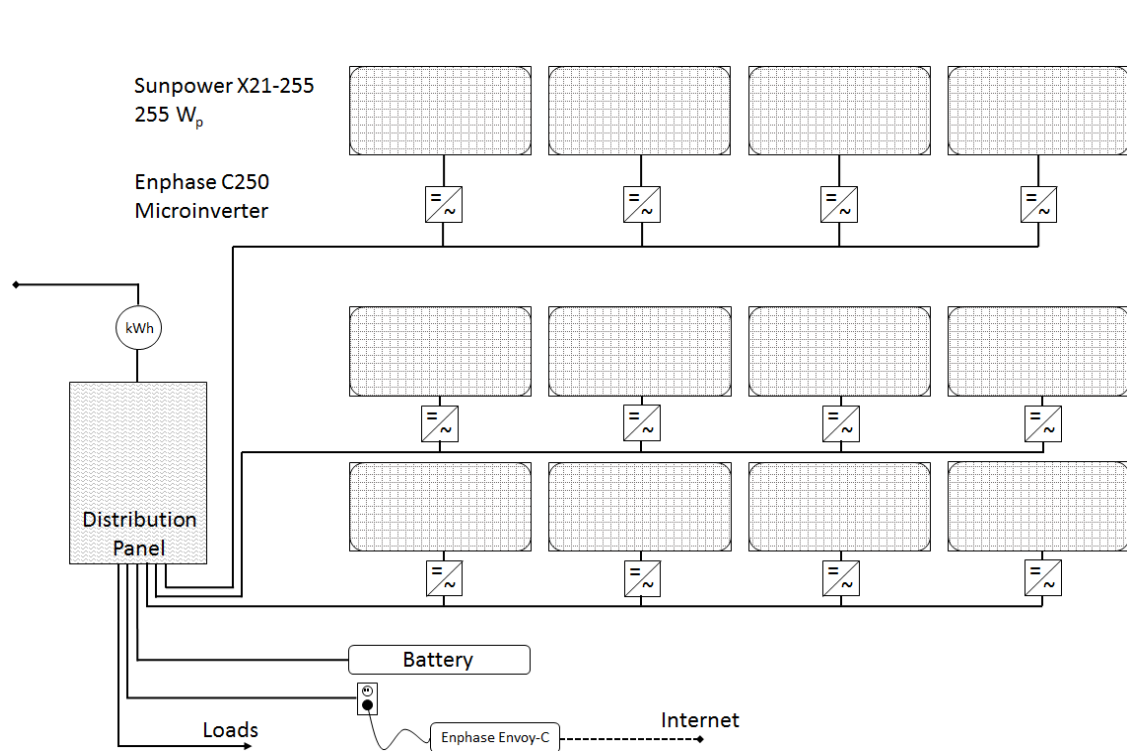 Sunpower X21-255
255 Wp
Enphase C250
Microinverter
kWh
Distribution
Panel
Battery
Loads
Enphase Envoy-C
Internet